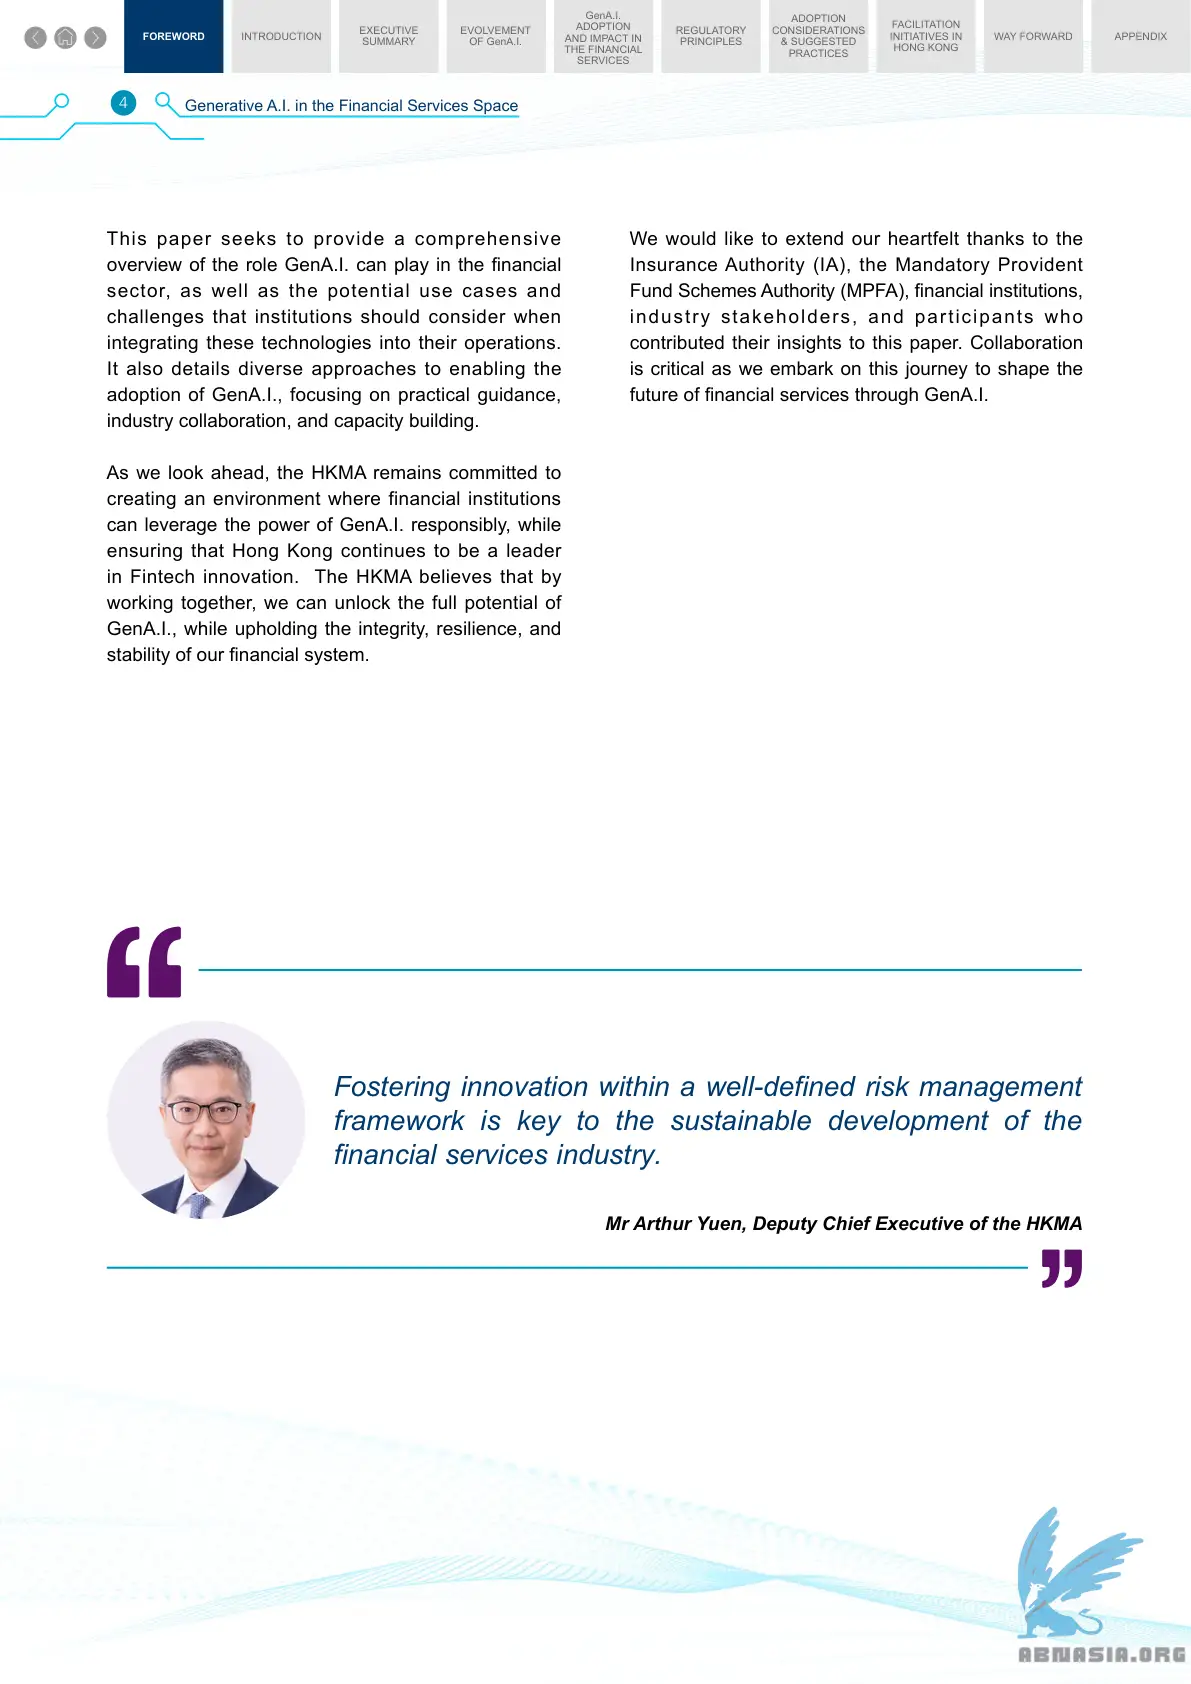 FOREWORD
INTRODUCTION
EXECUTIVE
SUMMARY
EVOLVEMENT
OF GenA.I.
GenA.I.
ADOPTION
AND IMPACT IN
THE FINANCIAL
SERVICES
REGULATORY
PRINCIPLES
ADOPTION
CONSIDERATIONS
& SUGGESTED
PRACTICES
FACILITATION
INITIATIVES IN
HONG KONG
WAY FORWARD
APPENDIX
4
Generative A.I. in the Financial Services Space
This paper seeks to provide a comprehensive
overview of the role GenA.I. can play in the financial
sector, as well as the potential use cases and
challenges that institutions should consider when
integrating these technologies into their operations.
It also details diverse approaches to enabling the
adoption of GenA.I., focusing on practical guidance,
industry collaboration, and capacity building.
As we look ahead, the HKMA remains committed to
creating an environment where financial institutions
can leverage the power of GenA.I. responsibly, while
ensuring that Hong Kong continues to be a leader
in Fintech innovation.  The HKMA believes that by
working together, we can unlock the full potential of
GenA.I., while upholding the integrity, resilience, and
stability of our financial system.
We would like to extend our heartfelt thanks to the
Insurance Authority (IA), the Mandatory Provident
Fund Schemes Authority (MPFA), financial institutions,
industry stakeholders, and participants who
contributed their insights to this paper. Collaboration
is critical as we embark on this journey to shape the
future of financial services through GenA.I.
“
Fostering innovation within a well-defined risk management
framework is key to the sustainable development of the
financial services industry.
Mr Arthur Yuen, Deputy Chief Executive of the HKMA
”
ABNASIA.ORG